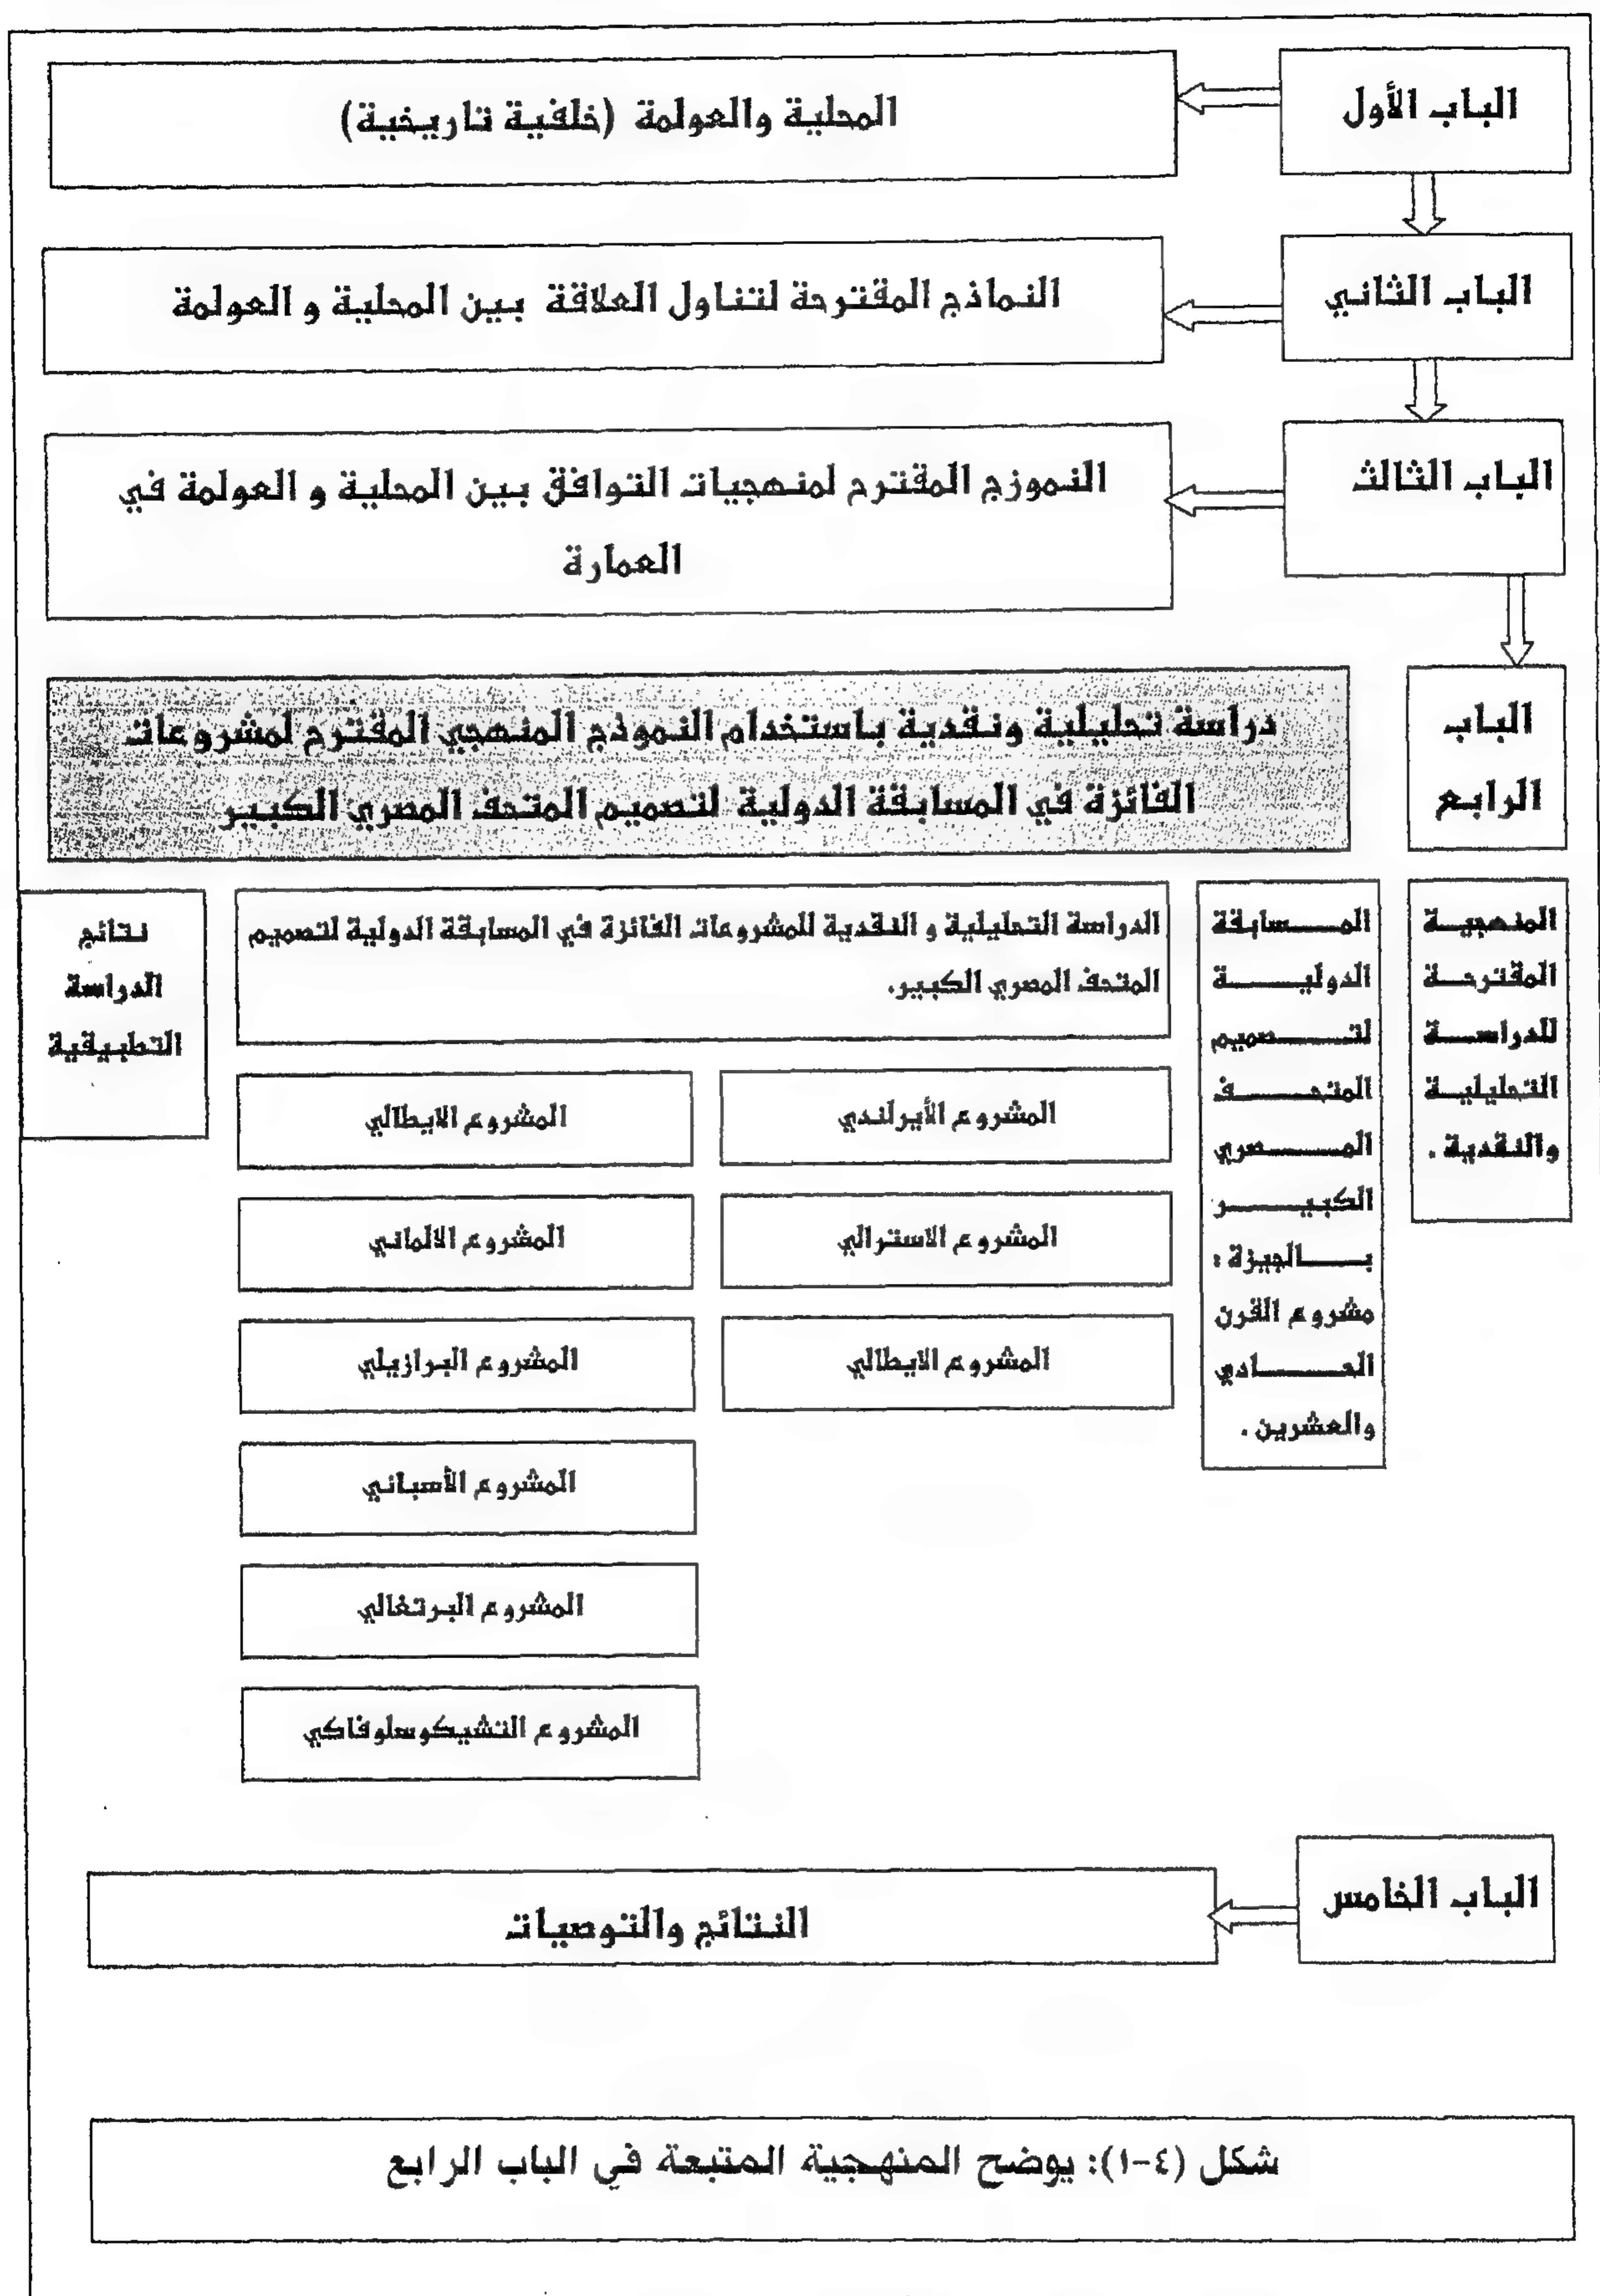 الباب الأول
المحلية والعولمة (خلفية تاريخية)
الباب الثاني
النماذج المقترحة لتناول العلاقة بين المحلية و العولمة
الباب الثالث
النموزج المقترح لمنهجيات التوافق بين المحلية و العولمة في
العمارة
الباب
الرابع
دراسة تحليلية ونقدية باستخدام النموذج المنهجي المقترح لمشروعات
الفائزة في المسابقة الدولية لتصميم المتحف المصري الكبير
المنهجية
المقترحة
للدراسة
التحليلية
والنقدية .
المسابقة
الدولية
لتصميم
المتحف
المصري
الكبير
بالجيزة :
مشروع القرن
الحادي
والعشرين .
الدراسة التحليلية و النقدية للمشروعات الفائزة في المسابقة الدولية لتصميم
المتحف المصري الكبير.
المشروع الأيرلندي
المشروع الاسترالي
المشروع الايطالي
المشروع الايطالي
المشروع الالماني
المشروع البرازيلي
المشروع الأسباني
المشروع البرتغالي
المشروع التشيكوسلوفاكي
نتائج
الدراسة
التطبيقية
الباب الخامس
النتائج والتوصيات
شكل (٤-١): يوضح المنهجية المتبعة في الباب الرابع